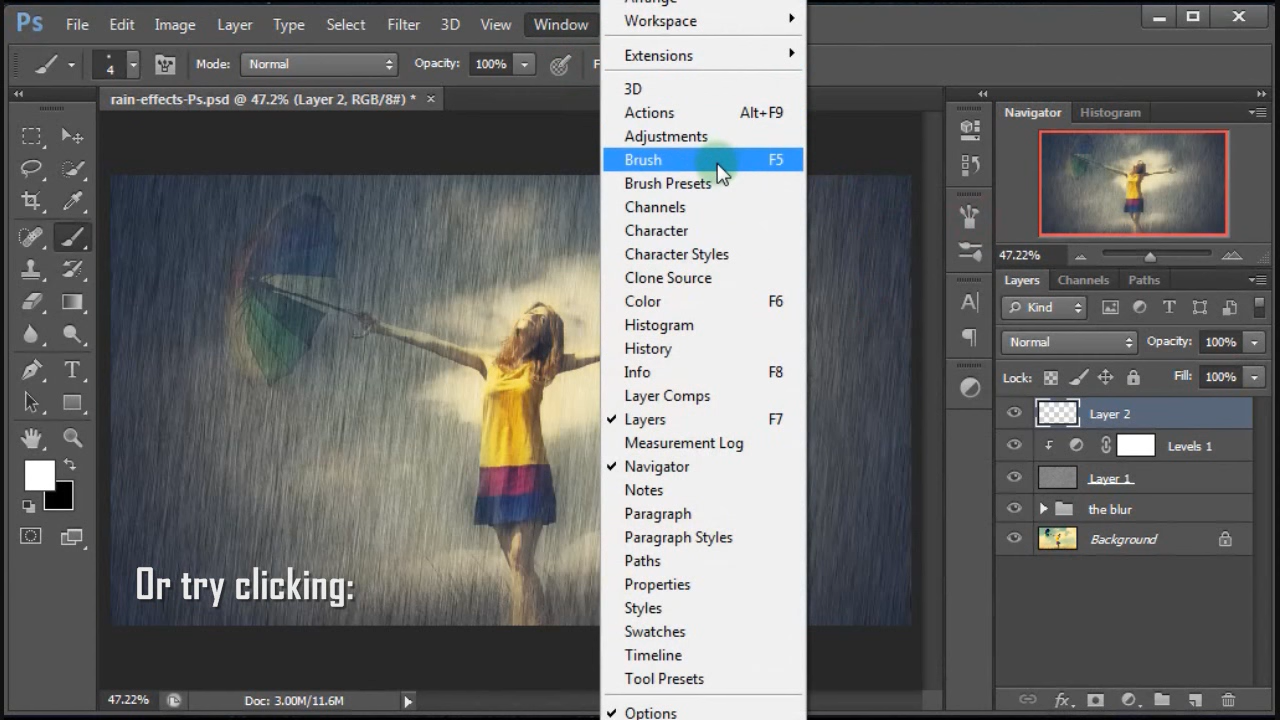 Ps File Edit Image Layer Type Select Filter 3D View Window
4 Mode: Normal Opacity: 100%
rain-effects-Ps.psd @ 47.2% (Layer 2, RGB/8#) *
Workspace
Extensions
3D
Actions Alt+F9
Adjustments
Brush F5
Brush Presets
Channels
Character
Character Styles
Clone Source
Color F6
Histogram
History
Info F8
Layer Comps
Layers F7
Measurement Log
Navigator
Notes
Paragraph
Paragraph Styles
Paths
Properties
Styles
Swatches
Timeline
Tool Presets
Options
Navigator Histogram
47.22%
Layers Channels Paths
Kind
Normal Opacity: 100%
Lock: Fill: 100%
Layer 2
Levels 1
Layer 1
the blur
Background
Or try clicking:
47.22% Doc: 3.00M/11.6M